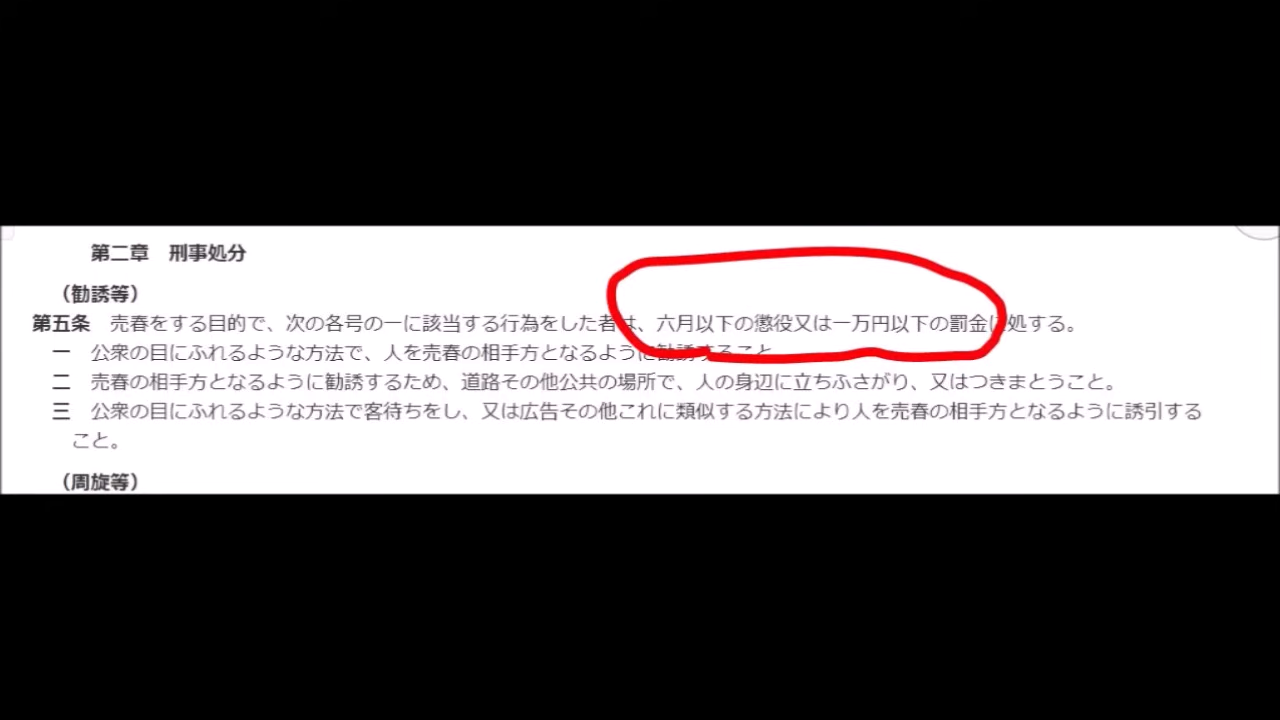 第二章　刑事処分
（勧誘等）
第五条　売春をする目的で、次の各号の一に該当する行為をした者は、六月以下の懲役又は一万円以下の罰金に処する。
一　公衆の目にふれるような方法で、人を売春の相手方となるように勧誘すること。
二　売春の相手方となるように勧誘するため、道路その他公共の場所で、人の身辺に立ちふさがり、又はつきまとうこと。
三　公衆の目にふれるような方法で客待ちをし、又は広告その他これに類似する方法により人を売春の相手方となるように誘引する
こと。
（周旋等）